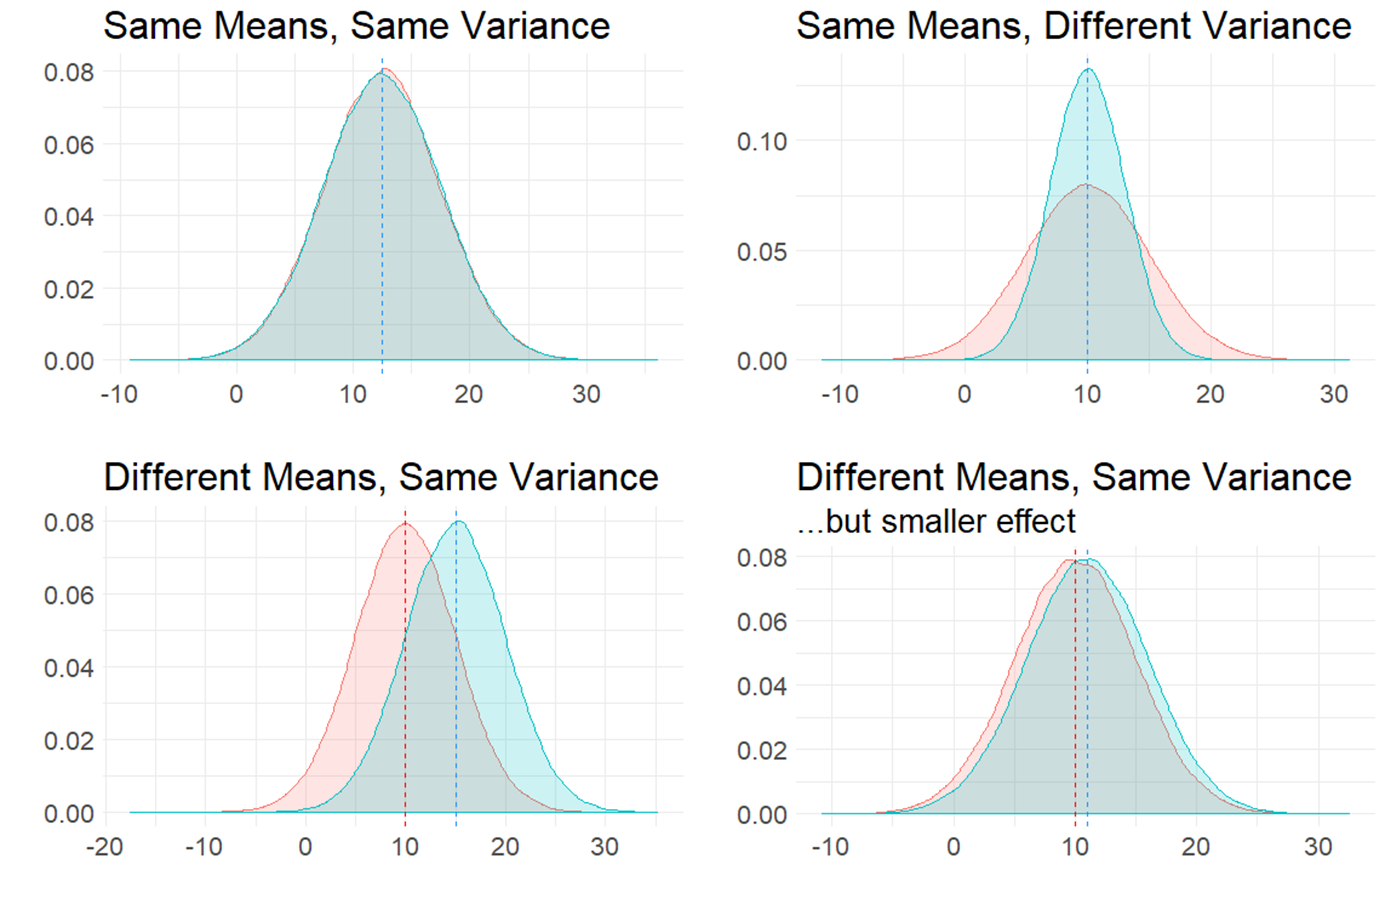 Same Means, Same Variance
0.08
0.06
0.04
0.02
0.00
-10 0 10 20 30
Same Means, Different Variance
0.10
0.05
0.00
-10 0 10 20 30
Different Means, Same Variance
0.08
0.06
0.04
0.02
0.00
-20 -10 0 10 20 30
Different Means, Same Variance
...but smaller effect
0.08
0.06
0.04
0.02
0.00
-10 0 10 20 30